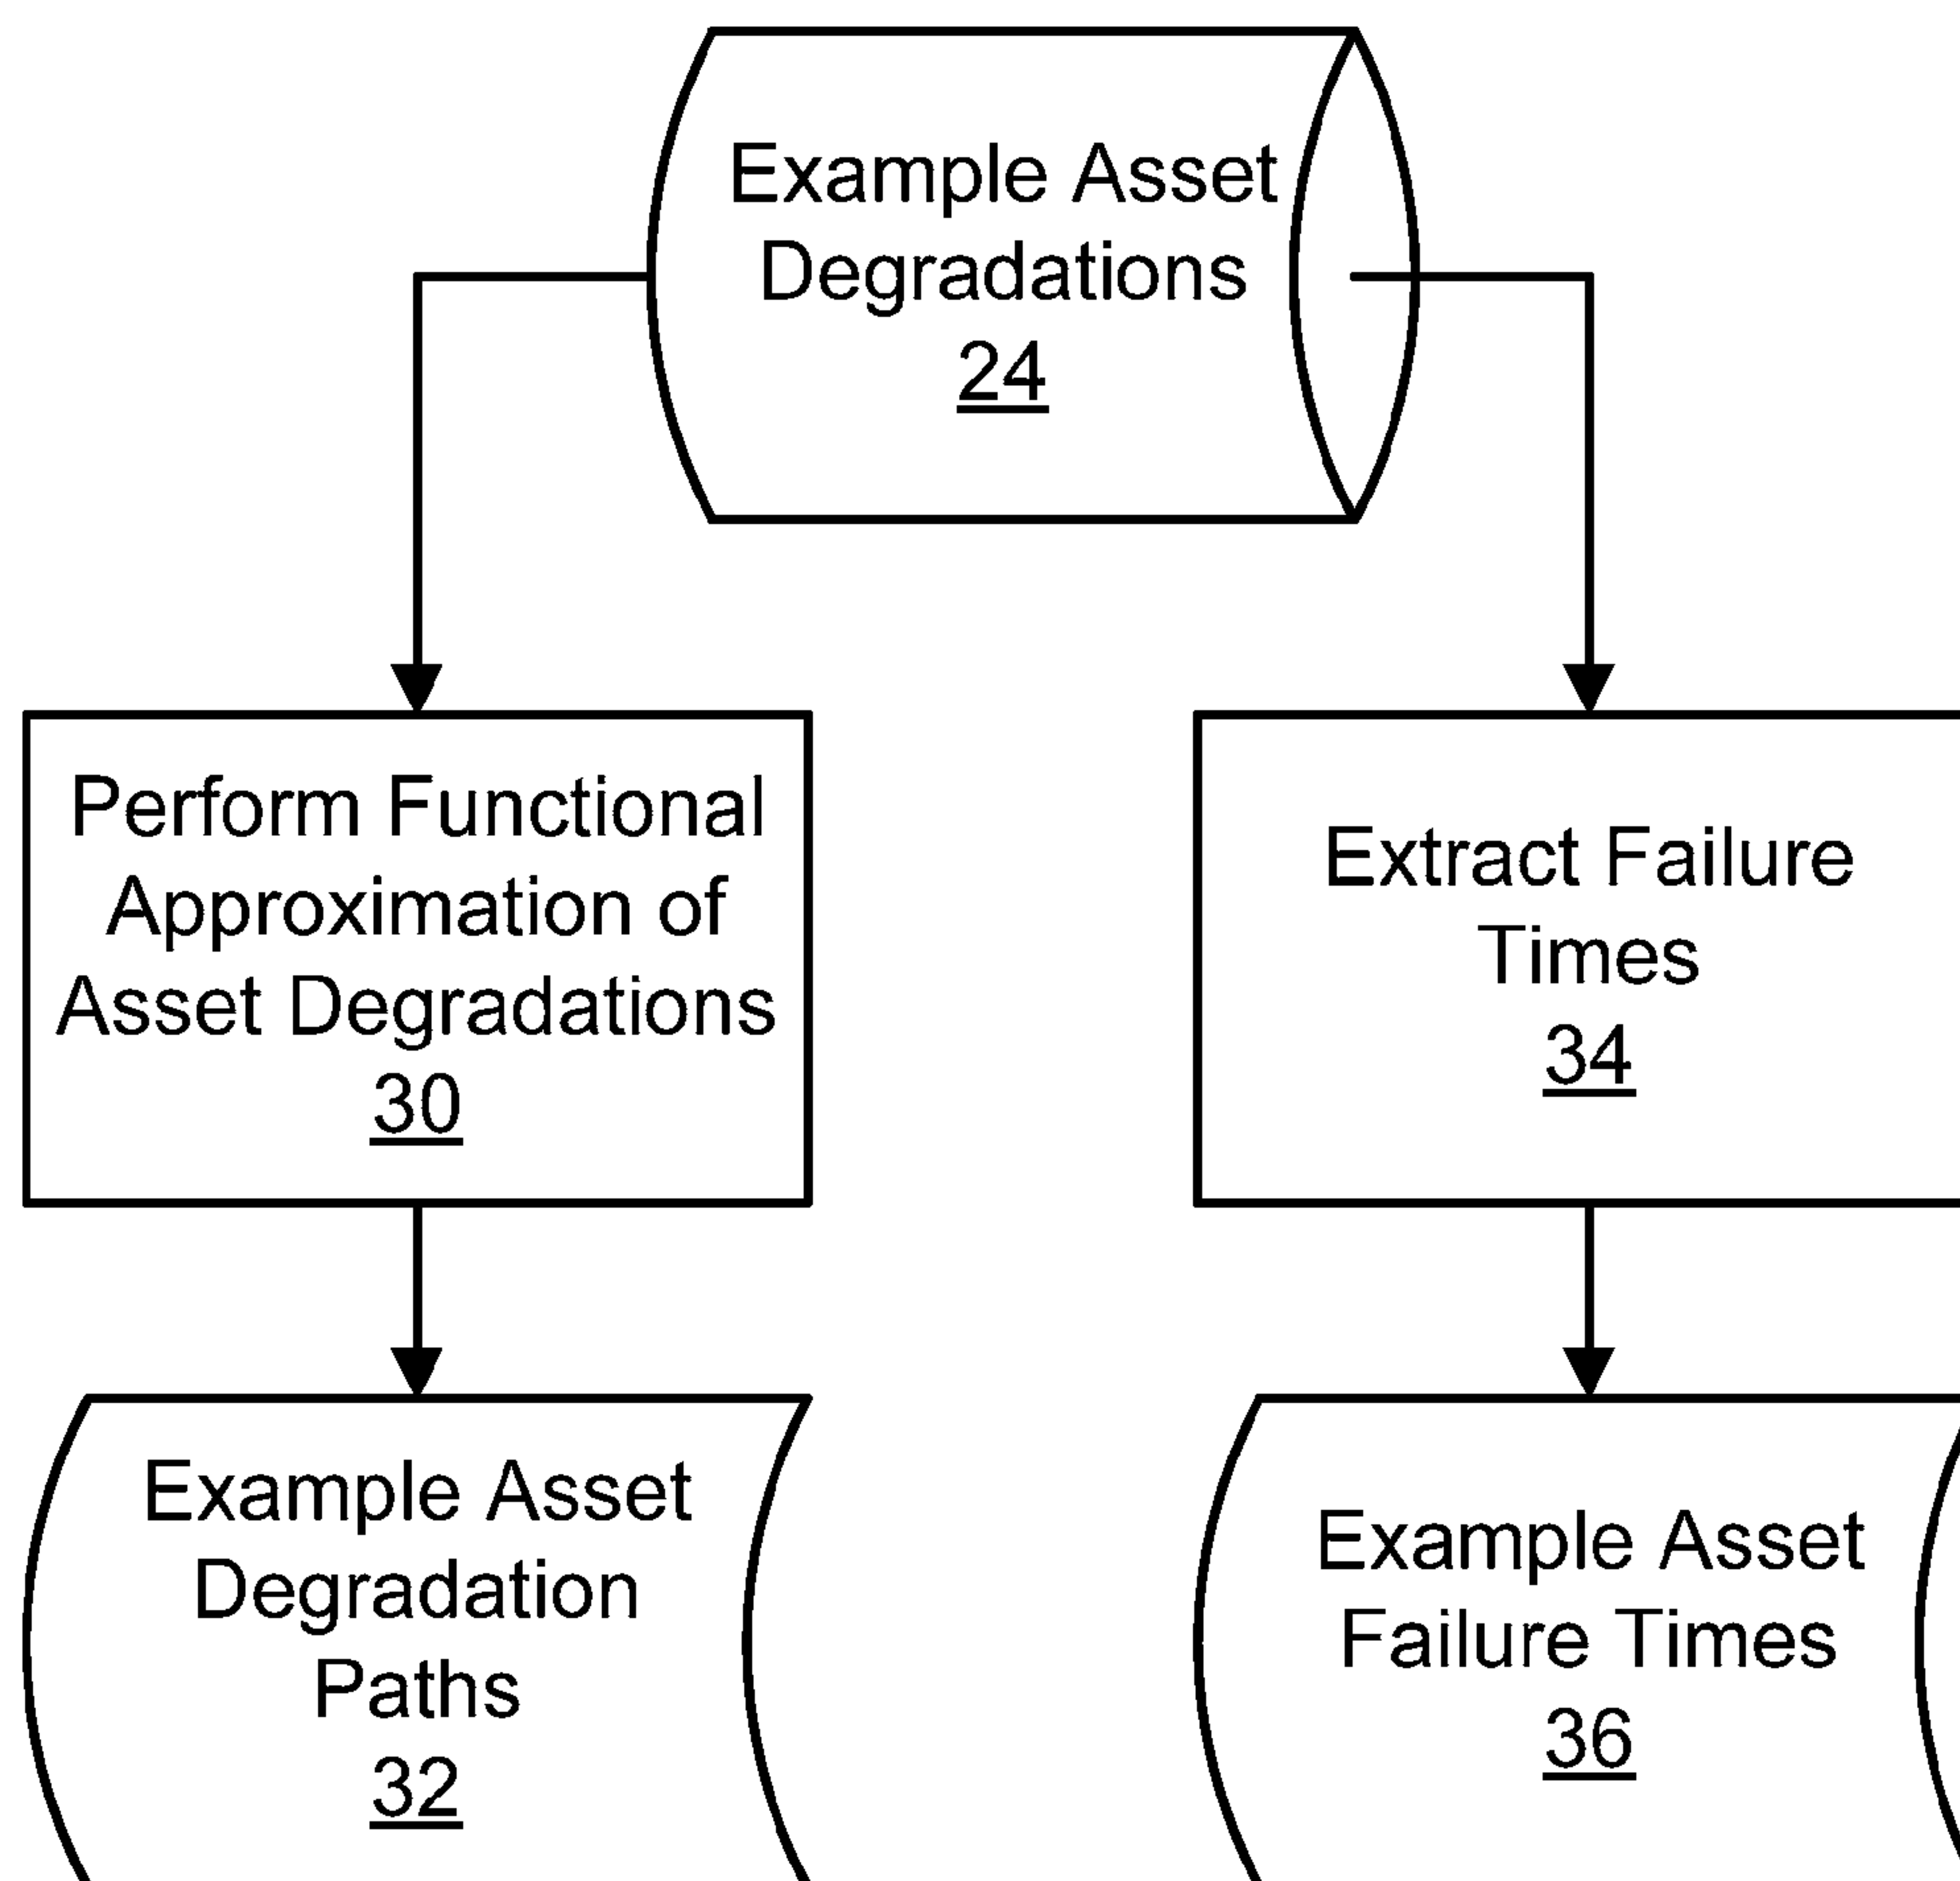 Example Asset
Degradations
24
Perform Functional
Approximation of
Asset Degradations
30
Extract Failure
Times
34
Example Asset
Degradation
Paths
32
Example Asset
Failure Times
36